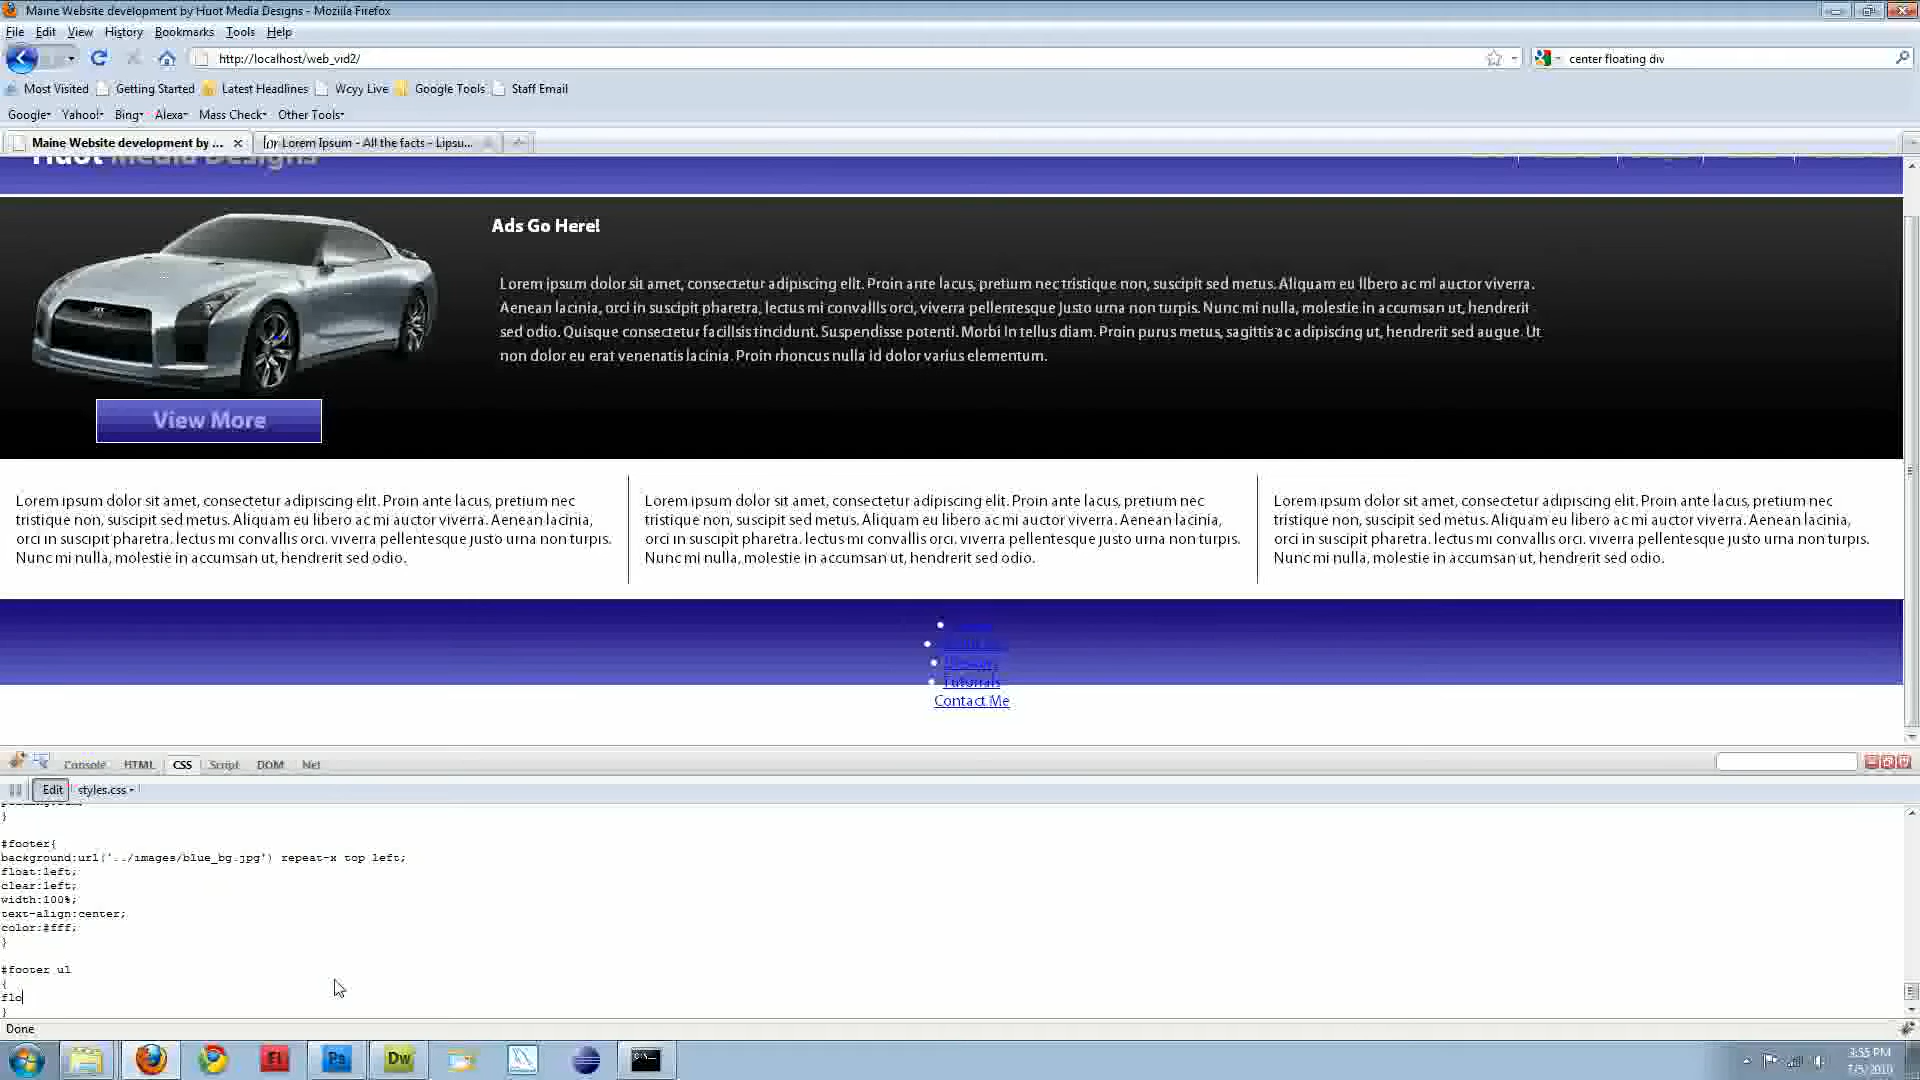 Maine Website development by Huot Media Designs - Mozilla Firefox
File Edit View History Bookmarks Tools Help
http://localhost/web_vid2/
center floating div
Most Visited Getting Started Latest Headlines Wcyy Live Google Tools Staff Email
Google Yahoo! Bing Alexa Mass Check Other Tools
Maine Website development by ... Lorem Ipsum - All the facts - Lipsu...
Huot Media Designs
Ads Go Here!
Lorem ipsum dolor sit amet, consectetur adipiscing elit. Proin ante lacus, pretium nec tristique non, suscipit sed metus. Aliquam eu libero ac mi auctor viverra.
Aenean lacinia, orci in suscipit pharetra, lectus mi convallis orci, viverra pellentesque justo urna non turpis. Nunc mi nulla, molestie in accumsan ut, hendrerit
sed odio. Quisque consectetur facilisis tincidunt. Suspendisse potenti. Morbi in tellus diam. Proin purus metus, sagittis ac adipiscing ut, hendrerit sed augue. Ut
non dolor eu erat venenatis lacinia. Proin rhoncus nulla id dolor varius elementum.
View More
Lorem ipsum dolor sit amet, consectetur adipiscing elit. Proin ante lacus, pretium nec
tristique non, suscipit sed metus. Aliquam eu libero ac mi auctor viverra. Aenean lacinia,
orci in suscipit pharetra, lectus mi convallis orci, viverra pellentesque justo urna non turpis.
Nunc mi nulla, molestie in accumsan ut, hendrerit sed odio.
Lorem ipsum dolor sit amet, consectetur adipiscing elit. Proin ante lacus, pretium nec
tristique non, suscipit sed metus. Aliquam eu libero ac mi auctor viverra. Aenean lacinia,
orci in suscipit pharetra, lectus mi convallis orci, viverra pellentesque justo urna non turpis.
Nunc mi nulla, molestie in accumsan ut, hendrerit sed odio.
Lorem ipsum dolor sit amet, consectetur adipiscing elit. Proin ante lacus, pretium nec
tristique non, suscipit sed metus. Aliquam eu libero ac mi auctor viverra. Aenean lacinia,
orci in suscipit pharetra, lectus mi convallis orci, viverra pellentesque justo urna non turpis.
Nunc mi nulla, molestie in accumsan ut, hendrerit sed odio.
Tutorials
Contact Me
Console HTML CSS Script DOM Net
Edit styles.css
}
#footer{
background:url('../images/blue_bg.jpg') repeat-x top left;
float:left;
clear:left;
width:100%;
text-align:center;
color:#fff;
}
#footer ul
{
flo
}
Done
Fl Ps Dw
3:55 PM
7/5/2010